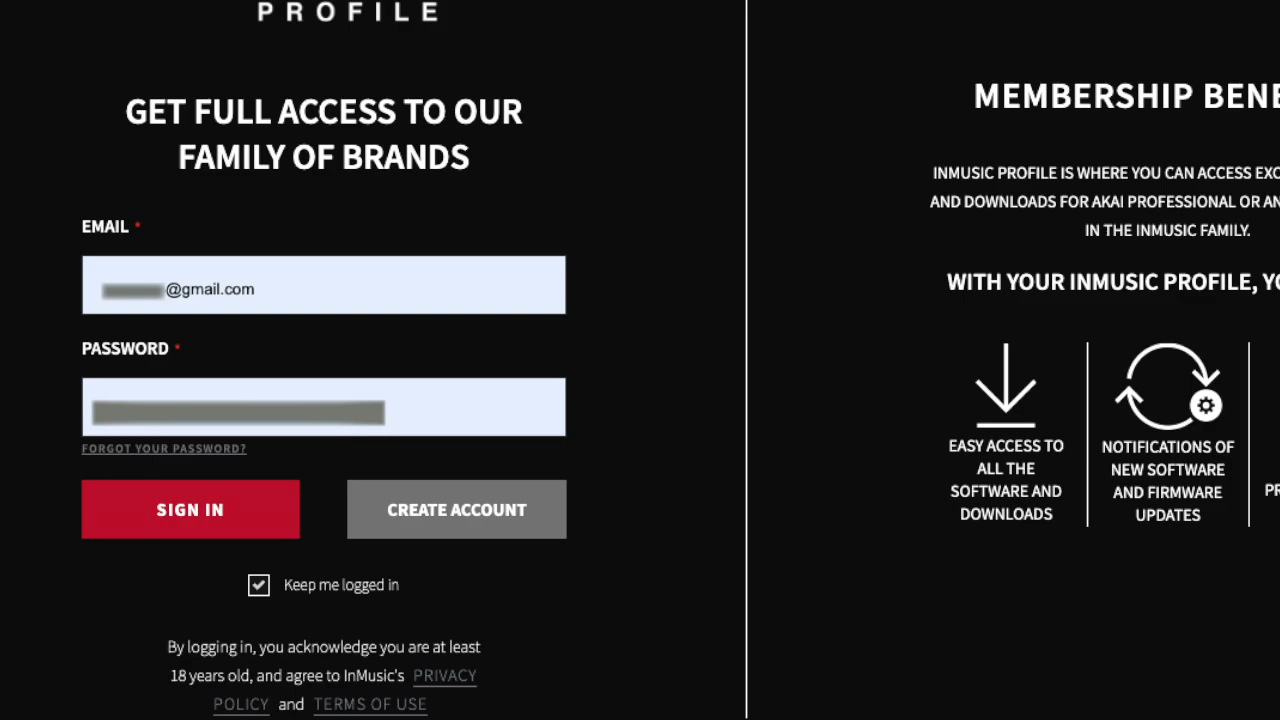 PROFILE
GET FULL ACCESS TO OUR
FAMILY OF BRANDS
EMAIL *
@gmail.com
PASSWORD *
FORGOT YOUR PASSWORD?
SIGN IN
CREATE ACCOUNT
Keep me logged in
By logging in, you acknowledge you are at least
18 years old, and agree to InMusic's PRIVACY
POLICY and TERMS OF USE
MEMBERSHIP BENE
INMUSIC PROFILE IS WHERE YOU CAN ACCESS EXC
AND DOWNLOADS FOR AKAI PROFESSIONAL OR AN
IN THE INMUSIC FAMILY.
WITH YOUR INMUSIC PROFILE, YO
EASY ACCESS TO
ALL THE
SOFTWARE AND
DOWNLOADS
NOTIFICATIONS OF
NEW SOFTWARE
AND FIRMWARE
UPDATES
PR